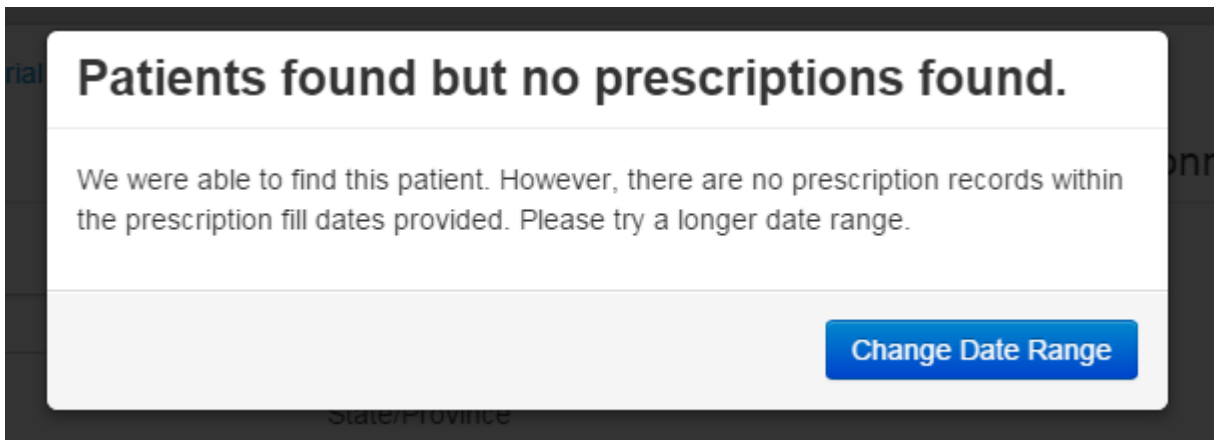 rial
Patients found but no prescriptions found.
We were able to find this patient. However, there are no prescription records within
the prescription fill dates provided. Please try a longer date range.
Change Date Range
State/Province